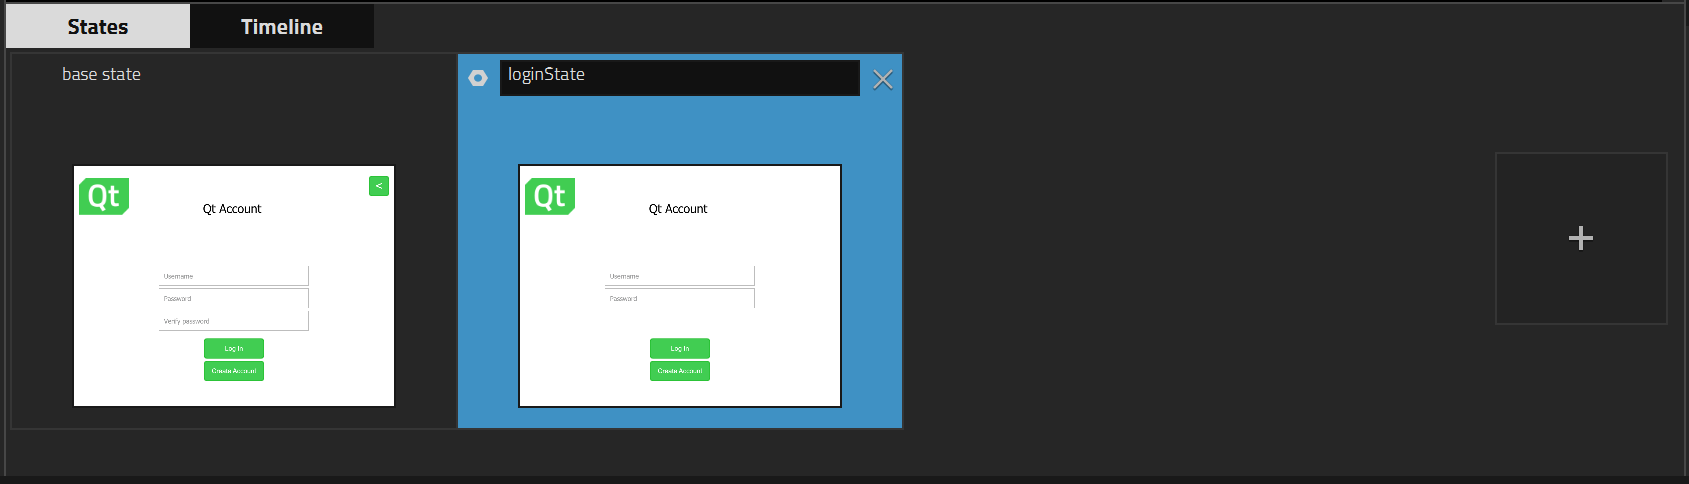 States Timeline
base state
loginState
Qt
<
Qt Account
Username
Password
Verify password
Log In
Create Account
Qt
Qt Account
Username
Password
Log In
Create Account